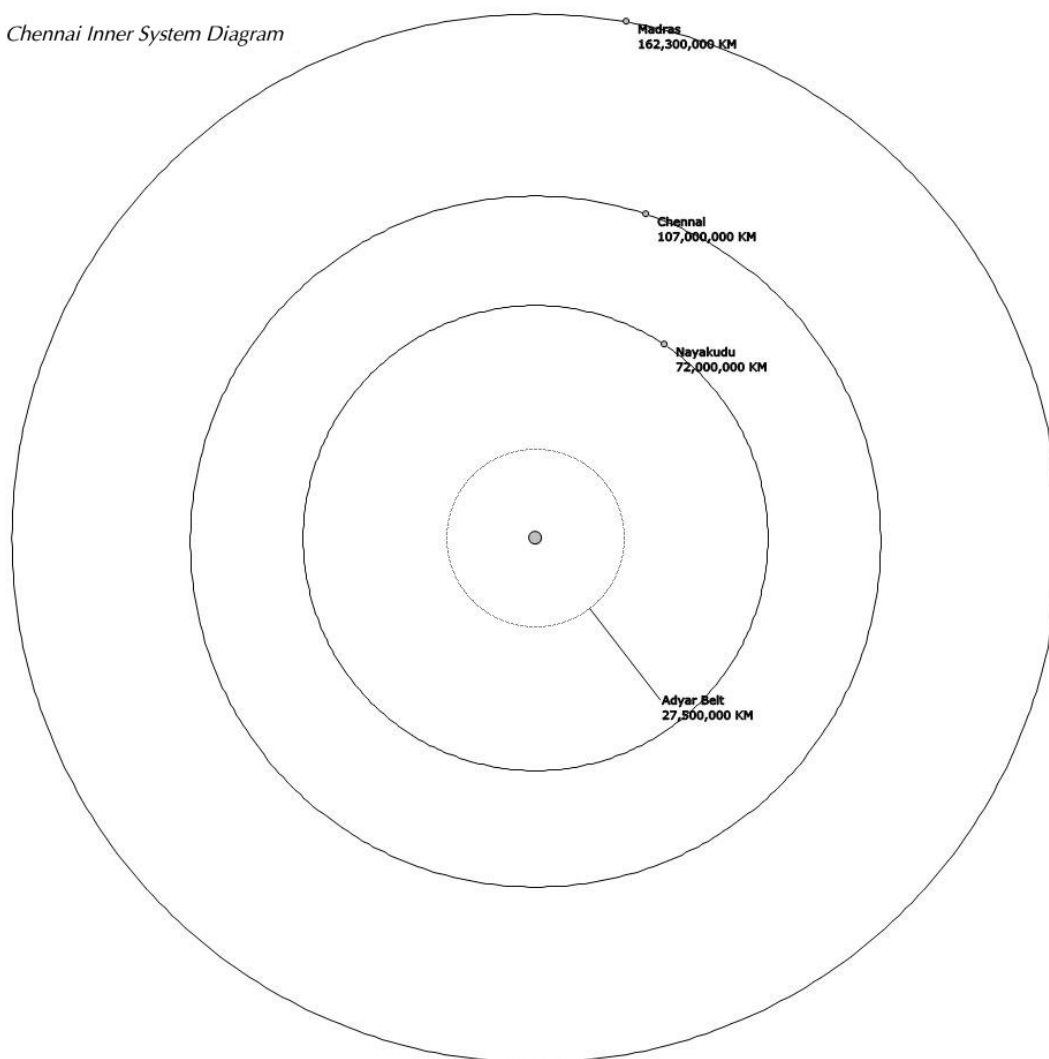 Chennai Inner System Diagram
Madras
162,300,000 KM
Chennai
107,000,000 KM
Nayakudu
72,000,000 KM
Adyar Belt
27,500,000 KM